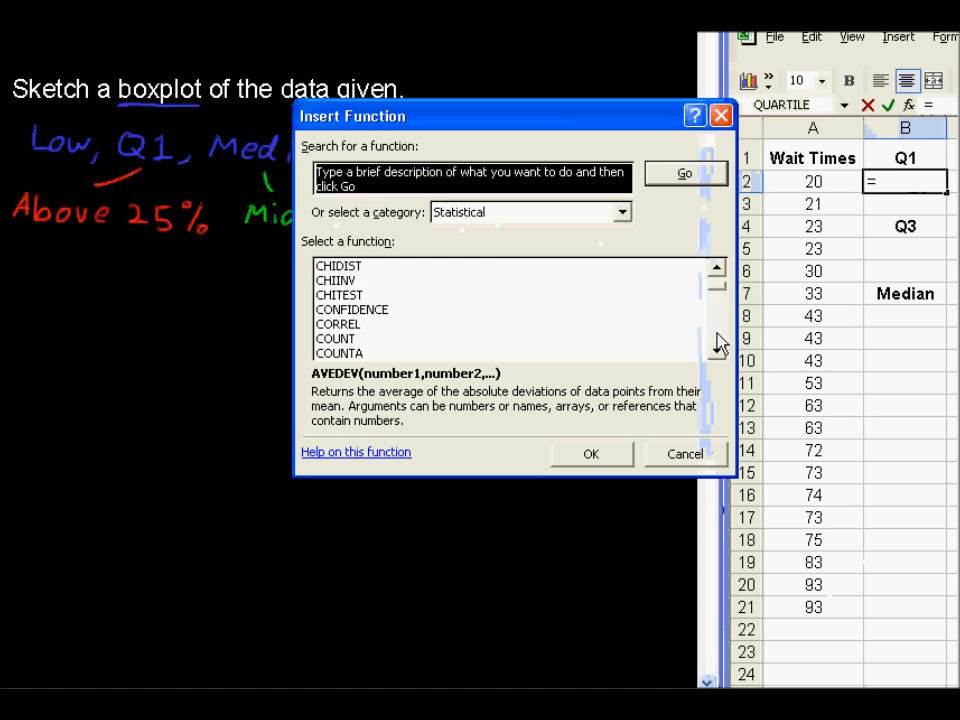 Sketch a boxplot of the data given.
Low, Q1, Med
Above 25%
Insert Function
?
Search for a function:
Type a brief description of what you want to do and then
click Go
Go
Or select a category: Statistical
Select a function:
CHIDIST
CHIINV
CHITEST
CONFIDENCE
CORREL
COUNT
COUNTA
AVEDEV(number1,number2,...)
Returns the average of the absolute deviations of data points from their
mean. Arguments can be numbers or names, arrays, or references that
contain numbers.
Help on this function
OK
Cancel
File Edit View Insert Form
» 10 B
QUARTILE fx =
A B
1 Wait Times Q1
2 20 =
3 21
4 23 Q3
5 23
6 30
7 33 Median
8 43
9 43
10 43
11 53
12 63
13 63
14 72
15 73
16 74
17 73
18 75
19 83
20 93
21 93
22
23
24